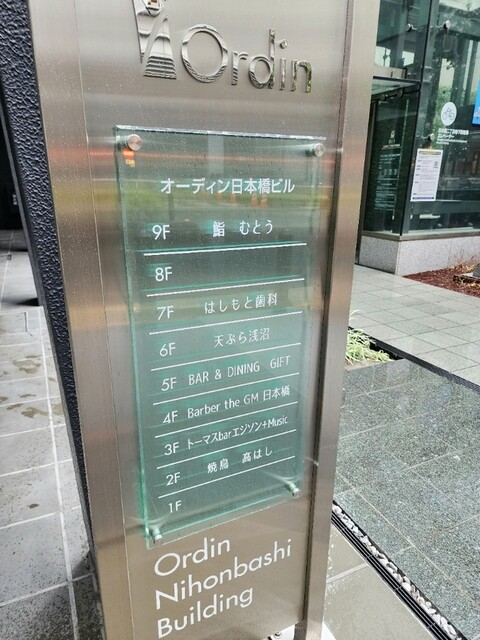 Ordin
オーディン日本橋ビル
9F 鮨 むとう
8F
7F はしもと歯科
6F 天ぷら浅沼
5F BAR & DINING GIFT
4F Barber the GM 日本橋
3F トーマスbarエジソン+Music
2F 焼鳥 高はし
1F
Ordin
Nihonbashi
Building